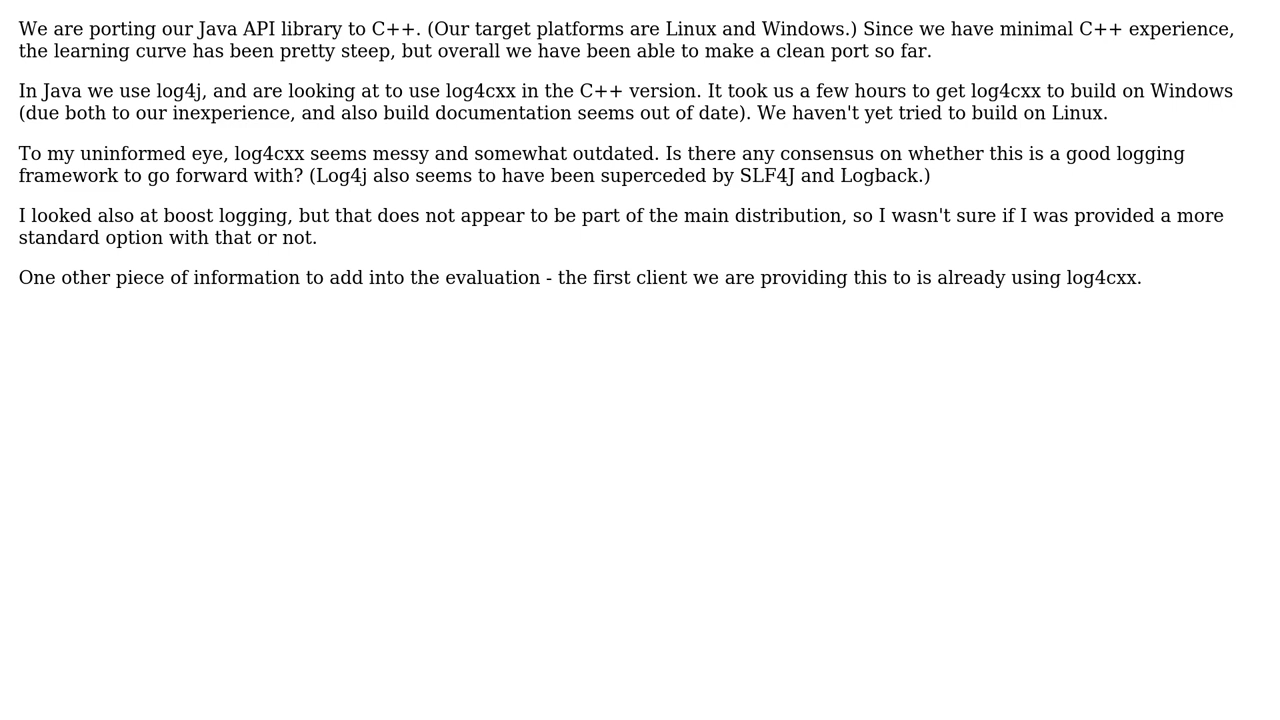 We are porting our Java API library to C++. (Our target platforms are Linux and Windows.) Since we have minimal C++ experience,
the learning curve has been pretty steep, but overall we have been able to make a clean port so far.
In Java we use log4j, and are looking at to use log4cxx in the C++ version. It took us a few hours to get log4cxx to build on Windows
(due both to our inexperience, and also build documentation seems out of date). We haven't yet tried to build on Linux.
To my uninformed eye, log4cxx seems messy and somewhat outdated. Is there any consensus on whether this is a good logging
framework to go forward with? (Log4j also seems to have been superceded by SLF4J and Logback.)
I looked also at boost logging, but that does not appear to be part of the main distribution, so I wasn't sure if I was provided a more
standard option with that or not.
One other piece of information to add into the evaluation - the first client we are providing this to is already using log4cxx.